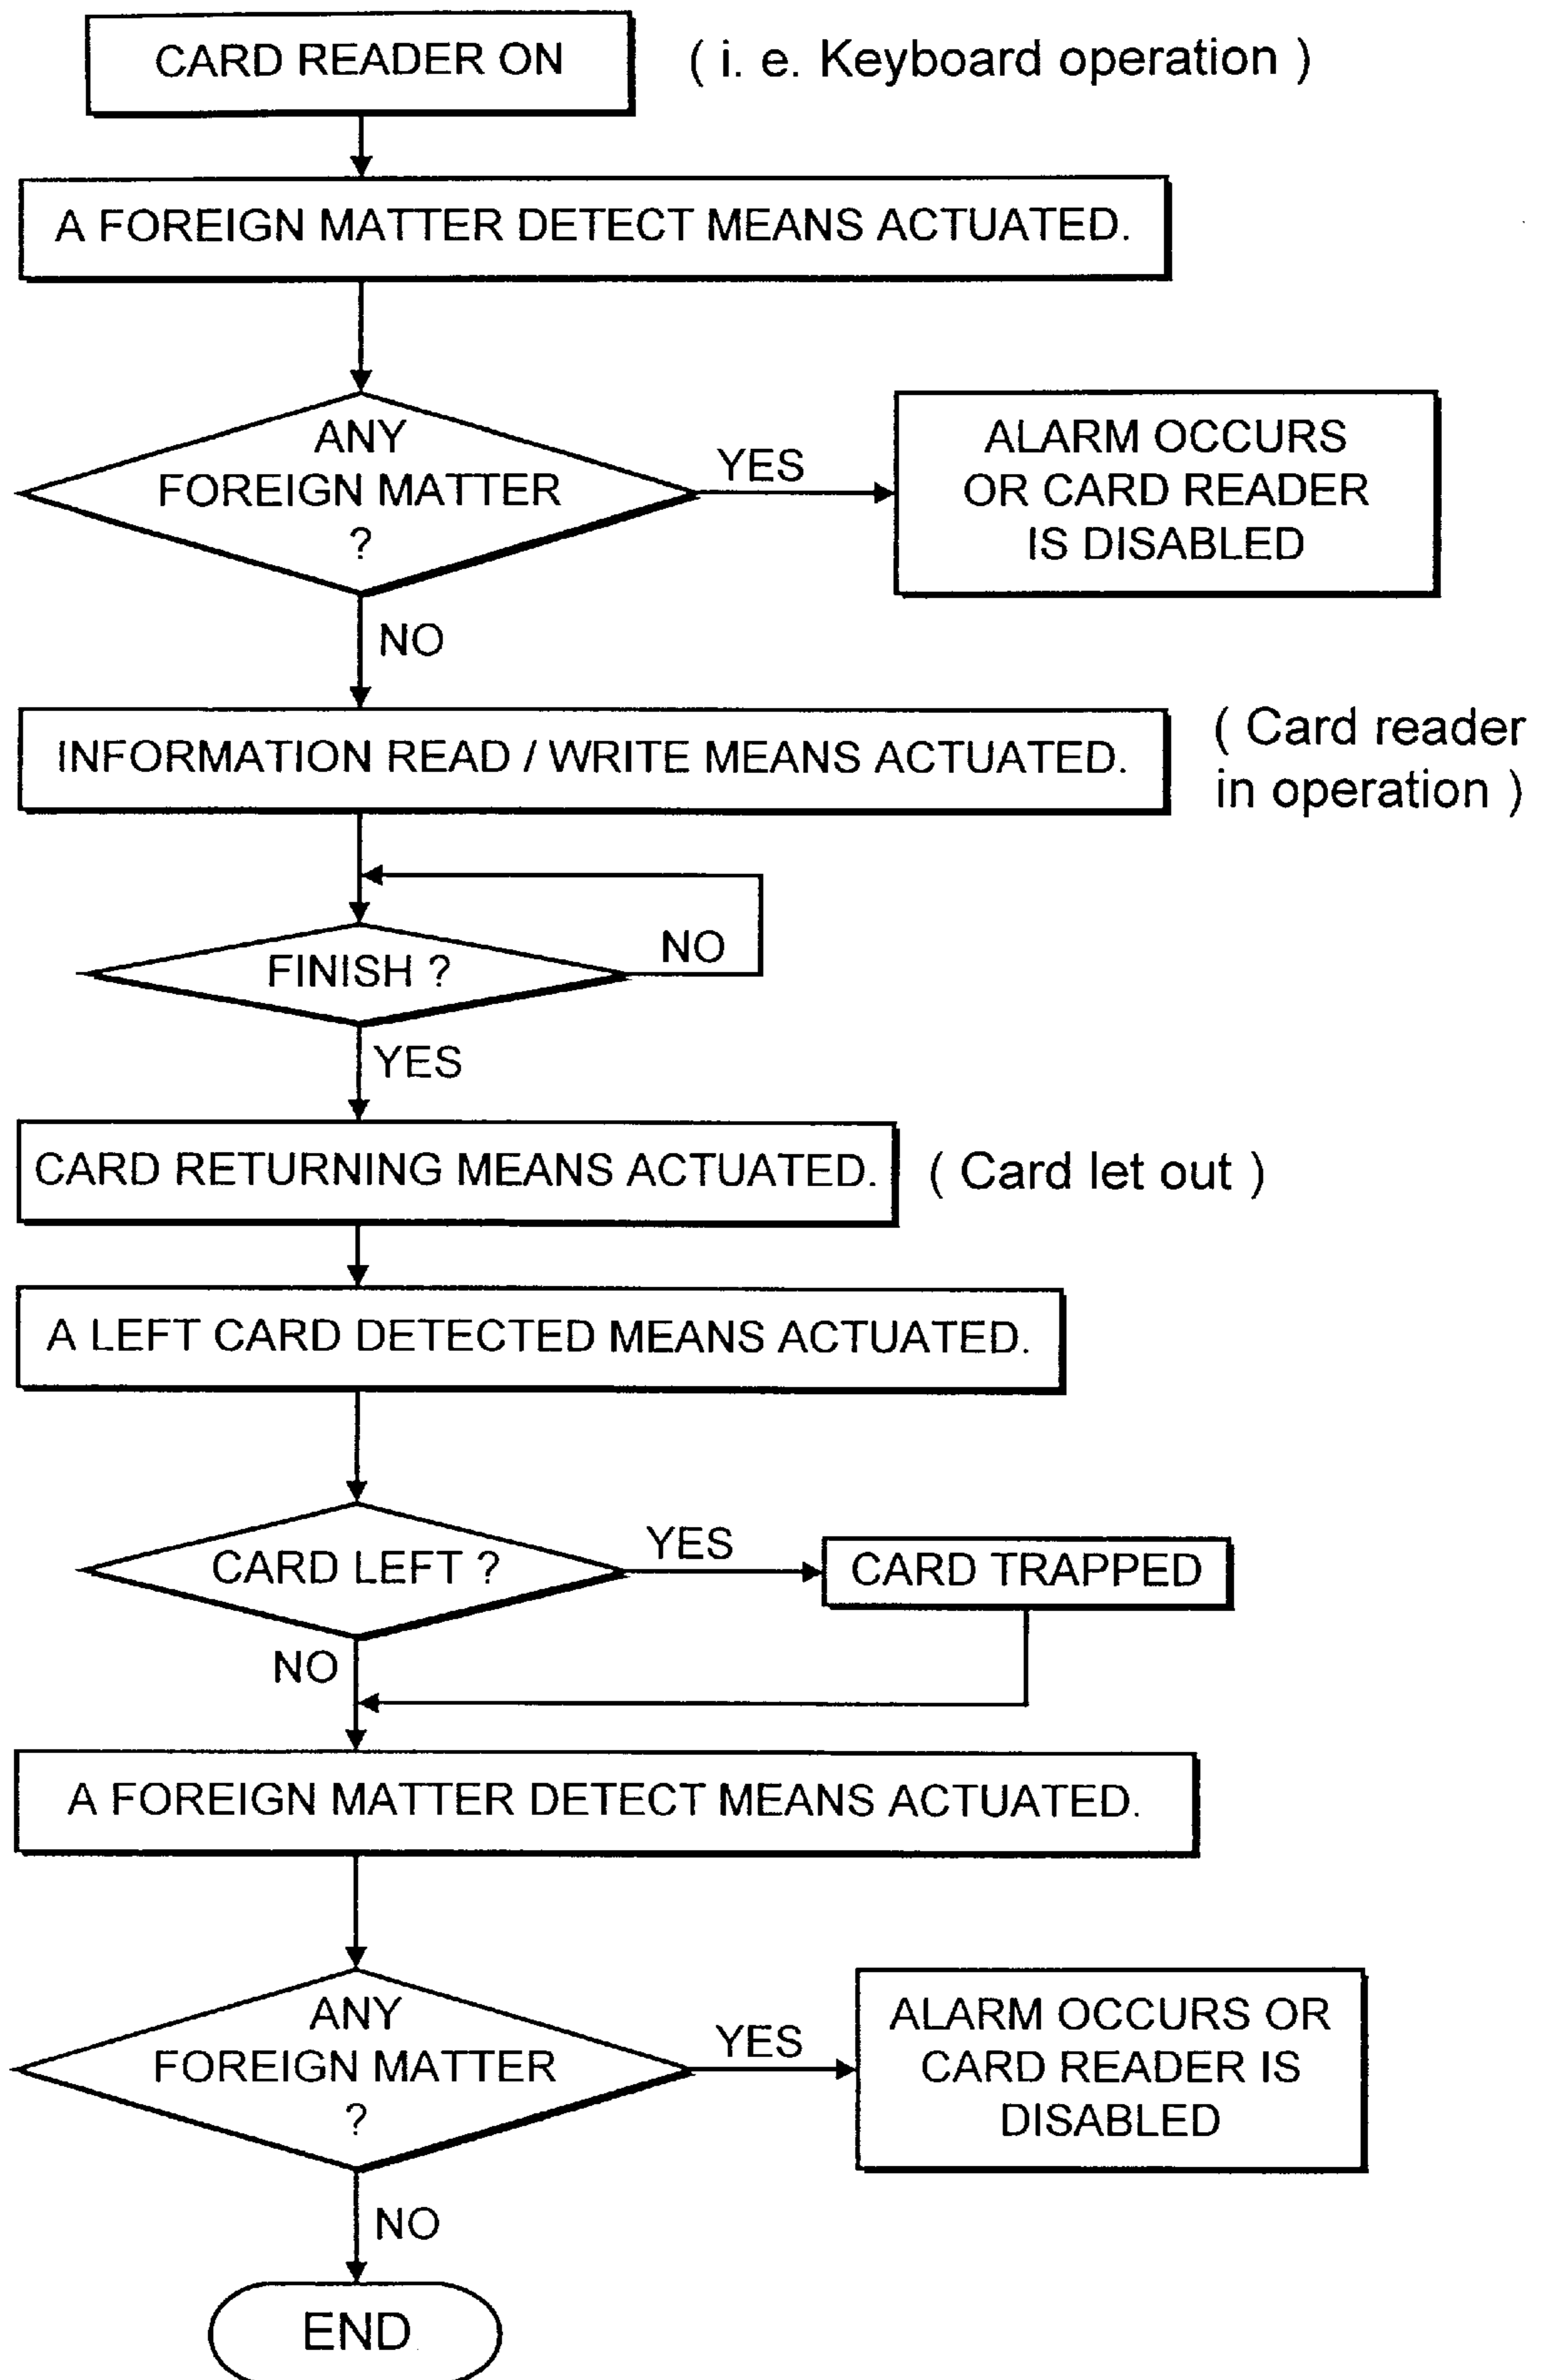 CARD READER ON
( i. e. Keyboard operation )
A FOREIGN MATTER DETECT MEANS ACTUATED.
ANY
FOREIGN MATTER
?
YES
ALARM OCCURS
OR CARD READER
IS DISABLED
NO
INFORMATION READ / WRITE MEANS ACTUATED.
( Card reader
in operation )
FINISH ?
NO
YES
CARD RETURNING MEANS ACTUATED.
( Card let out )
A LEFT CARD DETECTED MEANS ACTUATED.
CARD LEFT ?
YES
CARD TRAPPED
NO
A FOREIGN MATTER DETECT MEANS ACTUATED.
ANY
FOREIGN MATTER
?
YES
ALARM OCCURS OR
CARD READER IS
DISABLED
NO
END